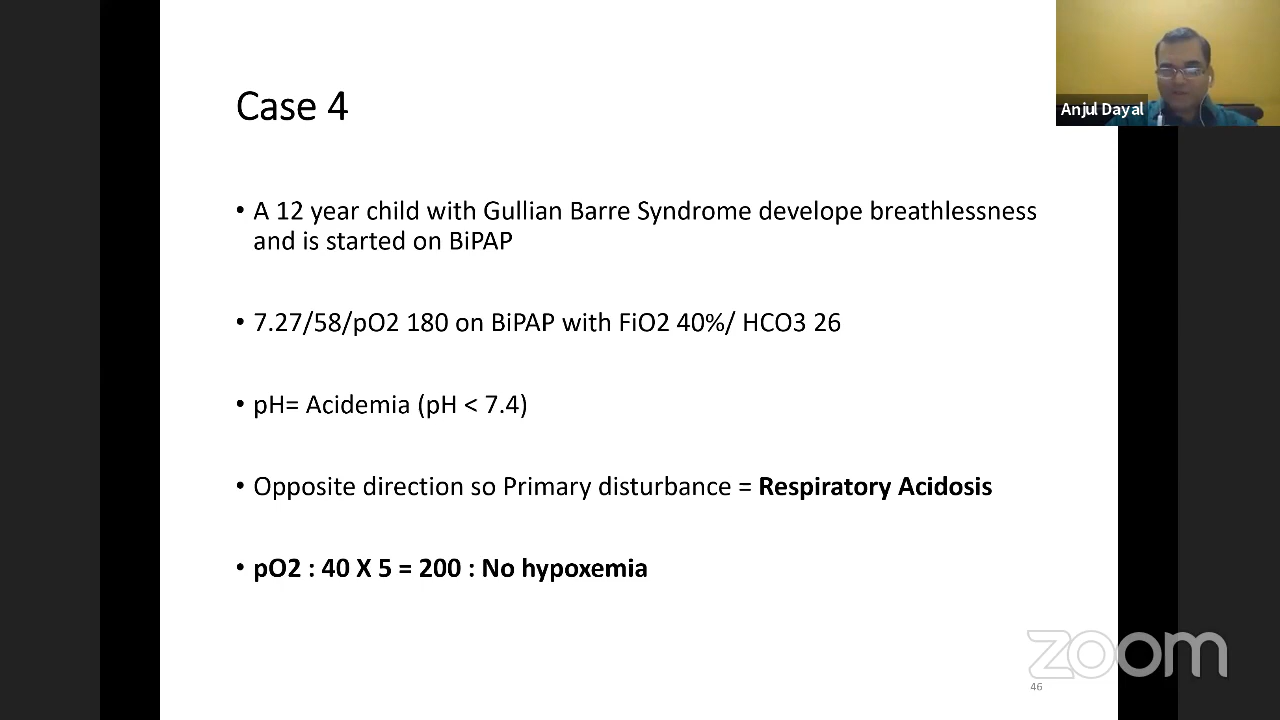 Case 4
Anjul Dayal
• A 12 year child with Gullian Barre Syndrome develope breathlessness
and is started on BiPAP
• 7.27/58/pO2 180 on BiPAP with FiO2 40%/ HCO3 26
• pH= Acidemia (pH < 7.4)
• Opposite direction so Primary disturbance = Respiratory Acidosis
• pO2 : 40 X 5 = 200 : No hypoxemia
zoom
46